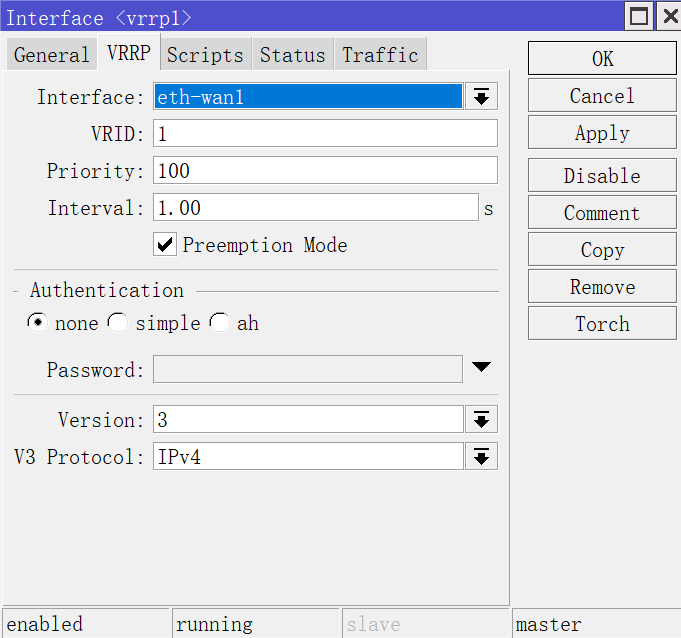 Interface <vrrp1>
General VRRP Scripts Status Traffic
Interface: eth-wan1
VRID: 1
Priority: 100
Interval: 1.00 s
Preemption Mode
Authentication
none simple ah
Password:
Version: 3
V3 Protocol: IPv4
OK
Cancel
Apply
Disable
Comment
Copy
Remove
Torch
enabled running slave master